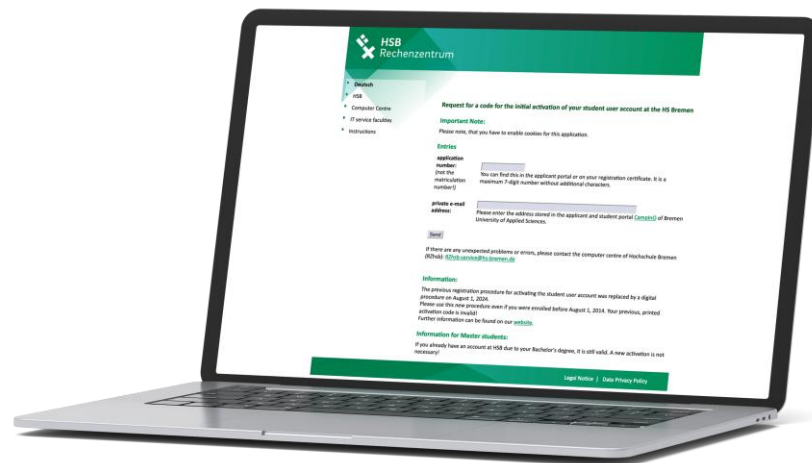 HSB
Rechenzentrum
Deutsch
HSB
Computer Centre
IT service faculties
Instructions
Request for a code for the initial activation of your student user account at the HS Bremen
Important Note:
Please note, that you have to enable cookies for this application.
Entries
application
number:
(not the
matriculation
number!)
You can find this in the applicant portal or on your registration certificate. It is a
maximum 7-digit number without additional characters.
private e-mail
address:
Please enter the address stored in the applicant and student portal CampInO of Bremen
University of Applied Sciences.
Send
If there are any unexpected problems or errors, please contact the computer centre of Hochschule Bremen
(RZhsb): RZhsb-service@hs-bremen.de
Information:
The previous registration procedure for activating the student user account was replaced by a digital
procedure on August 1, 2024.
Please use this new procedure even if you were enrolled before August 1, 2014. Your previous, printed
activation code is invalid!
Further information can be found on our website.
Information for Master students:
If you already have an account at HSB due to your Bachelor's degree, it is still valid. A new activation is not
necessary!
Legal Notice | Data Privacy Policy